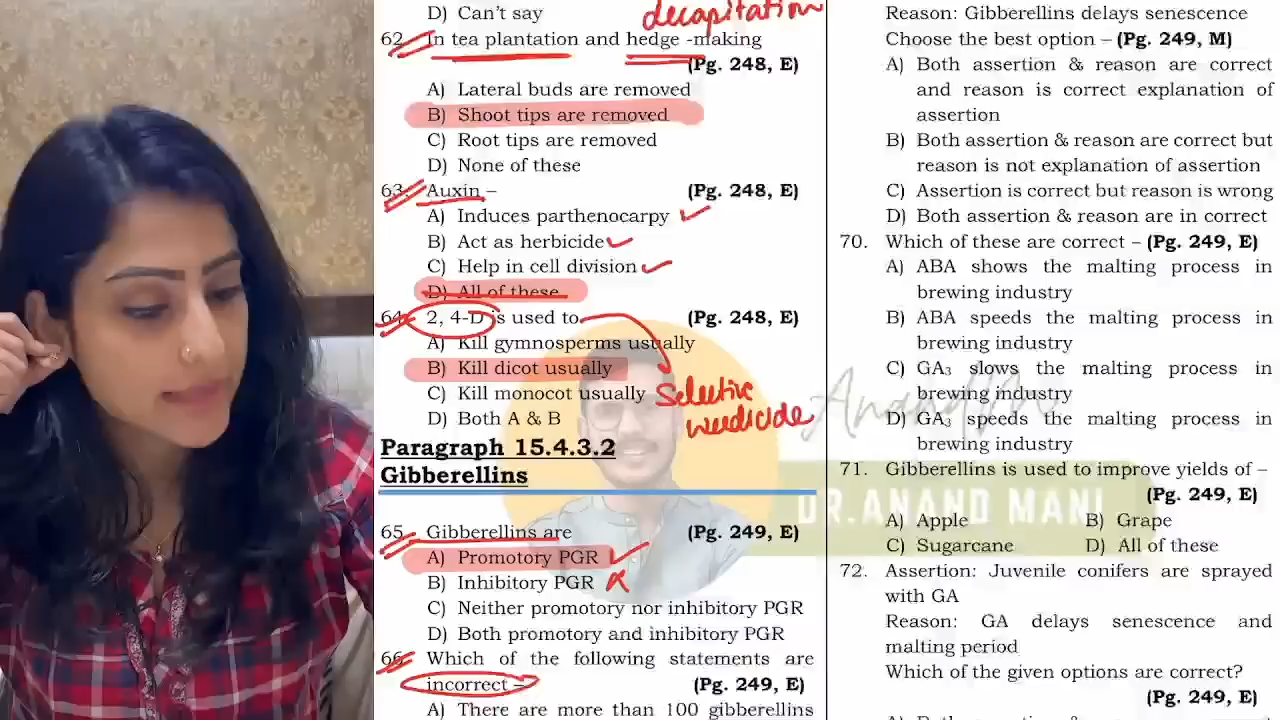 D) Can't say
decapitation
62. In tea plantation and hedge -making
(Pg. 248, E)
A) Lateral buds are removed
B) Shoot tips are removed
C) Root tips are removed
D) None of these
63. Auxin – (Pg. 248, E)
A) Induces parthenocarpy
B) Act as herbicide
C) Help in cell division
D) All of these
64. 2, 4-D is used to (Pg. 248, E)
A) Kill gymnosperms usually
B) Kill dicot usually
C) Kill monocot usually
D) Both A & B
Selective
weedicide
Paragraph 15.4.3.2
Gibberellins
65. Gibberellins are (Pg. 249, E)
A) Promotory PGR
B) Inhibitory PGR
C) Neither promotory nor inhibitory PGR
D) Both promotory and inhibitory PGR
66. Which of the following statements are
incorrect – (Pg. 249, E)
A) There are more than 100 gibberellins
Reason: Gibberellins delays senescence
Choose the best option – (Pg. 249, M)
A) Both assertion & reason are correct
and reason is correct explanation of
assertion
B) Both assertion & reason are correct but
reason is not explanation of assertion
C) Assertion is correct but reason is wrong
D) Both assertion & reason are in correct
70. Which of these are correct – (Pg. 249, E)
A) ABA shows the malting process in
brewing industry
B) ABA speeds the malting process in
brewing industry
C) GA3 slows the malting process in
brewing industry
D) GA3 speeds the malting process in
brewing industry
71. Gibberellins is used to improve yields of –
(Pg. 249, E)
A) Apple B) Grape
C) Sugarcane D) All of these
72. Assertion: Juvenile conifers are sprayed
with GA
Reason: GA delays senescence and
malting period
Which of the given options are correct?
(Pg. 249, E)
Anand M
DR.ANAND MANI